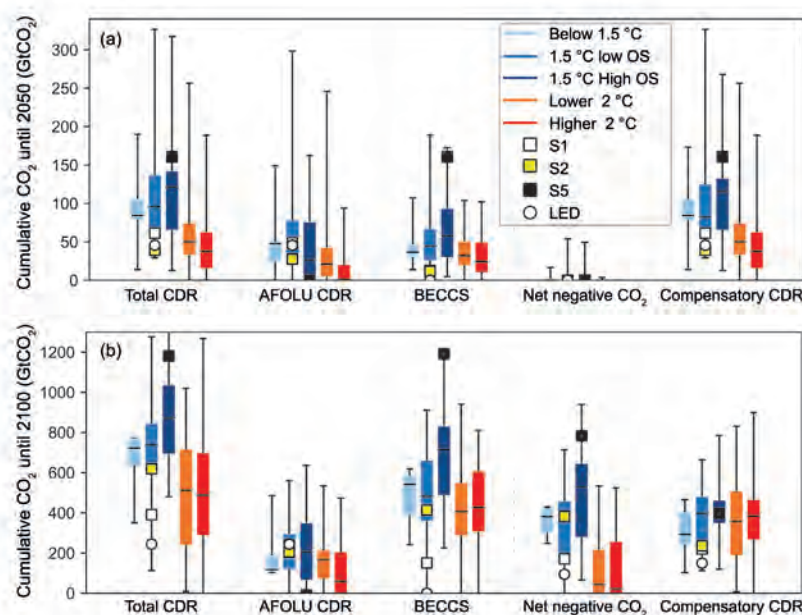 Cumulative CO₂ until 2050 (GtCO₂)
(a)
300
250
200
150
100
50
0
Below 1.5 °C
1.5 °C low OS
1.5 °C High OS
Lower 2 °C
Higher 2 °C
S1
S2
S5
LED
Total CDR
AFOLU CDR
BECCS
Net negative CO₂
Compensatory CDR
Cumulative CO₂ until 2100 (GtCO₂)
(b)
1200
1000
800
600
400
200
0
Total CDR
AFOLU CDR
BECCS
Net negative CO₂
Compensatory CDR